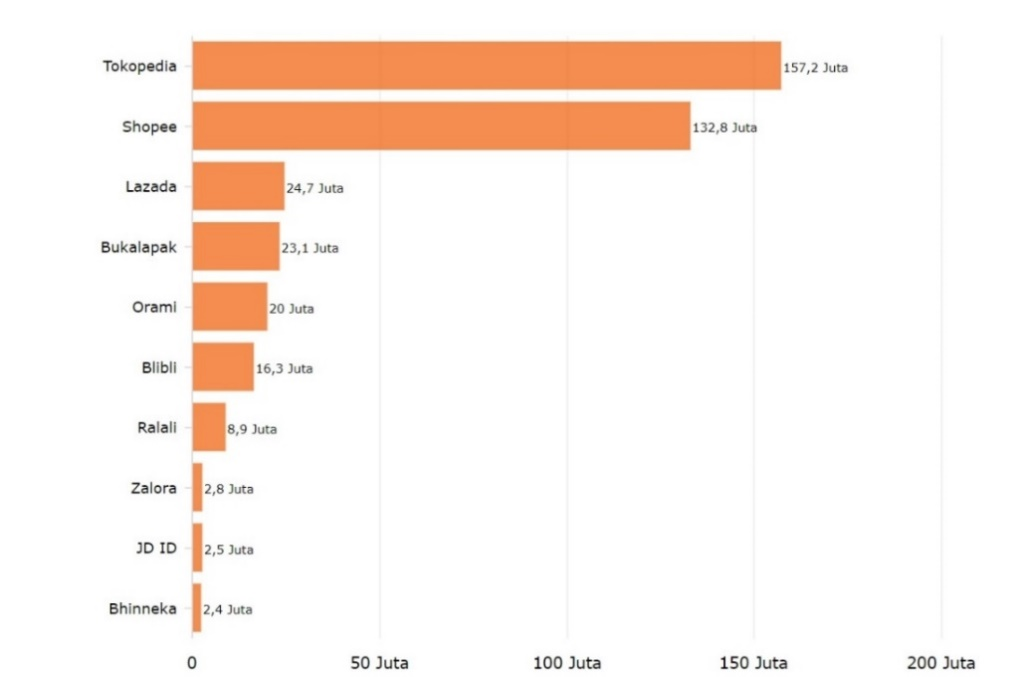 Tokopedia 157,2 Juta
Shopee 132,8 Juta
Lazada 24,7 Juta
Bukalapak 23,1 Juta
Orami 20 Juta
Blibli 16,3 Juta
Ralali 8,9 Juta
Zalora 2,8 Juta
JD ID 2,5 Juta
Bhinneka 2,4 Juta
0 50 Juta 100 Juta 150 Juta 200 Juta